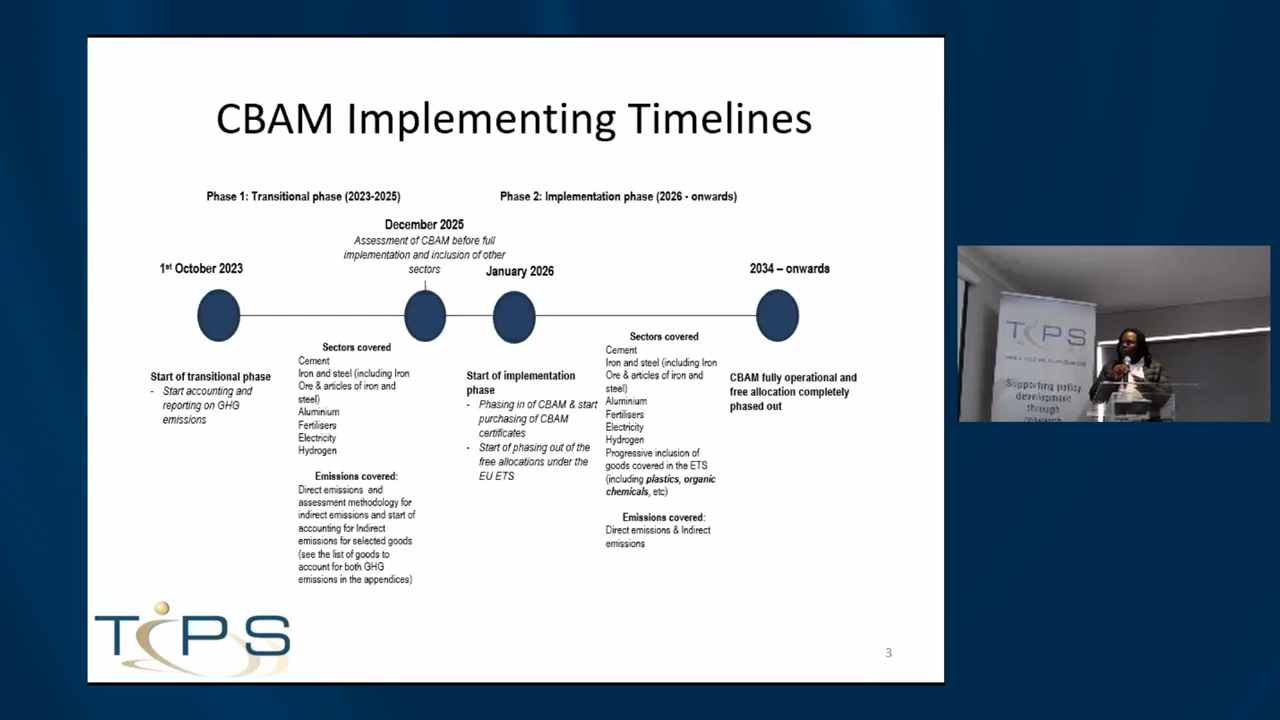 CBAM Implementing Timelines
Phase 1: Transitional phase (2023-2025)
Phase 2: Implementation phase (2026 - onwards)
December 2025
Assessment of CBAM before full
implementation and inclusion of other
sectors
1st October 2023
January 2026
2034 – onwards
Start of transitional phase
- Start accounting and
reporting on GHG
emissions
Sectors covered
Cement
Iron and steel (including Iron
Ore & articles of iron and
steel)
Aluminium
Fertilisers
Electricity
Hydrogen
Emissions covered:
Direct emissions and
assessment methodology for
indirect emissions and start of
accounting for Indirect
emissions for selected goods
(see the list of goods to
account for both GHG
emissions in the appendices)
Start of implementation
phase
- Phasing in of CBAM & start
purchasing of CBAM
certificates
- Start of phasing out of the
free allocations under the
EU ETS
Sectors covered
Cement
Iron and steel (including Iron
Ore & articles of iron and
steel)
Aluminium
Fertilisers
Electricity
Hydrogen
Progressive inclusion of
goods covered in the ETS
(including plastics, organic
chemicals, etc)
Emissions covered:
Direct emissions & Indirect
emissions
CBAM fully operational and
free allocation completely
phased out
TIPS
3
TIPS
Supporting policy
development
through
research